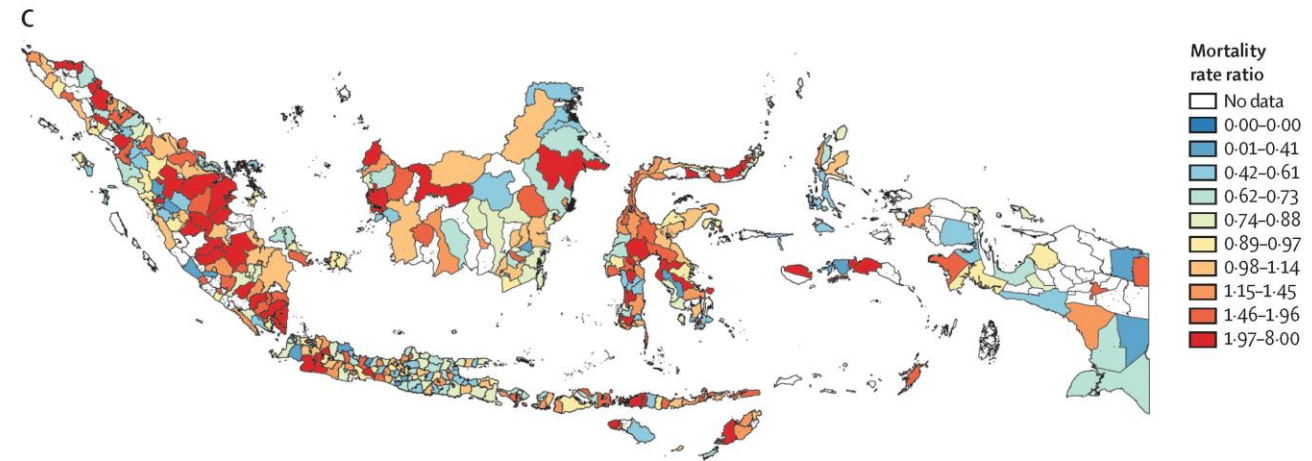 C
Mortality
rate ratio
No data
0·00–0·00
0·01–0·41
0·42–0·61
0·62–0·73
0·74–0·88
0·89–0·97
0·98–1·14
1·15–1·45
1·46–1·96
1·97–8·00